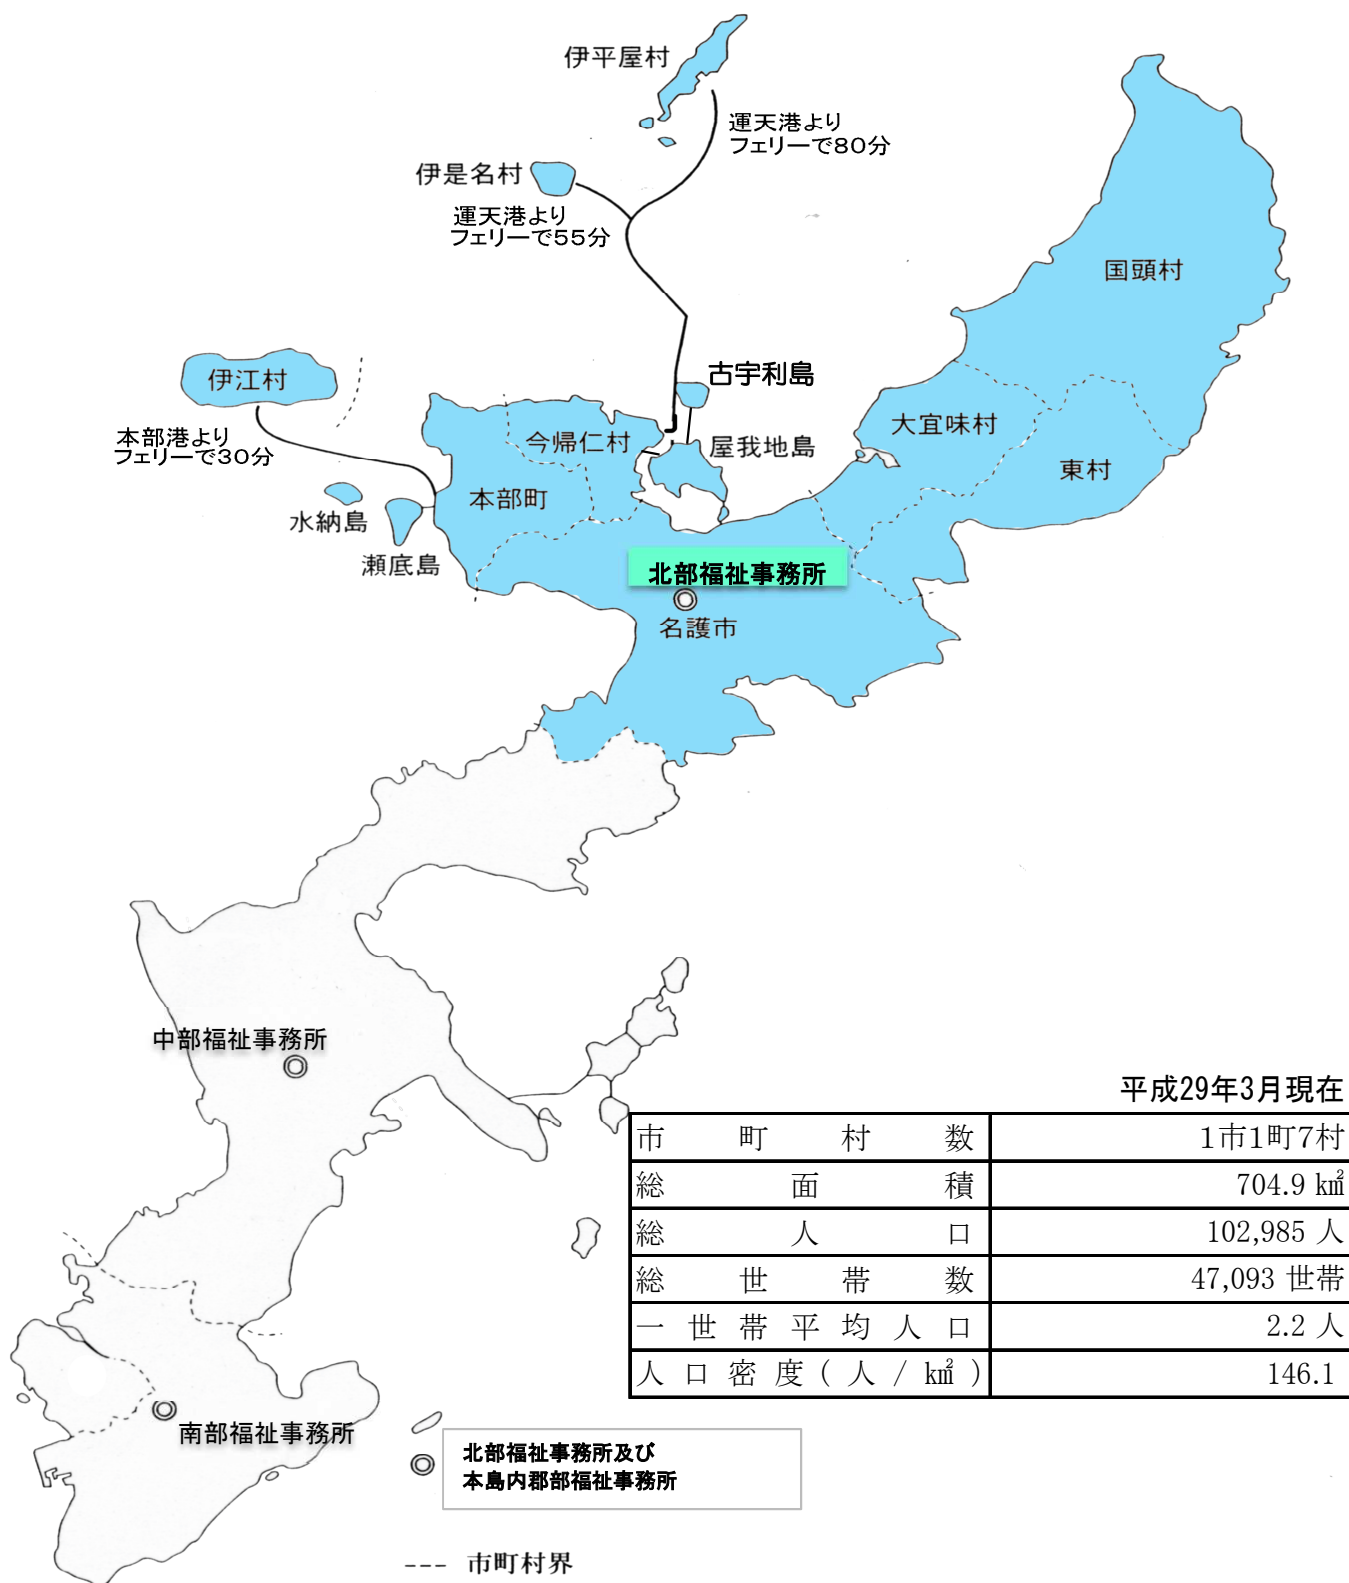 伊平屋村
運天港より
フェリーで80分
伊是名村
運天港より
フェリーで55分
国頭村
伊江村
古宇利島
本部港より
フェリーで30分
今帰仁村
屋我地島
大宜味村
東村
本部町
水納島
瀬底島
北部福祉事務所
名護市
中部福祉事務所
平成29年3月現在
市町村数 1市1町7村
総面積 704.9 ㎢
総人口 102,985 人
総世帯数 47,093 世帯
一世帯平均人口 2.2 人
人口密度(人/㎢) 146.1
南部福祉事務所
北部福祉事務所及び
本島内郡部福祉事務所
市町村界